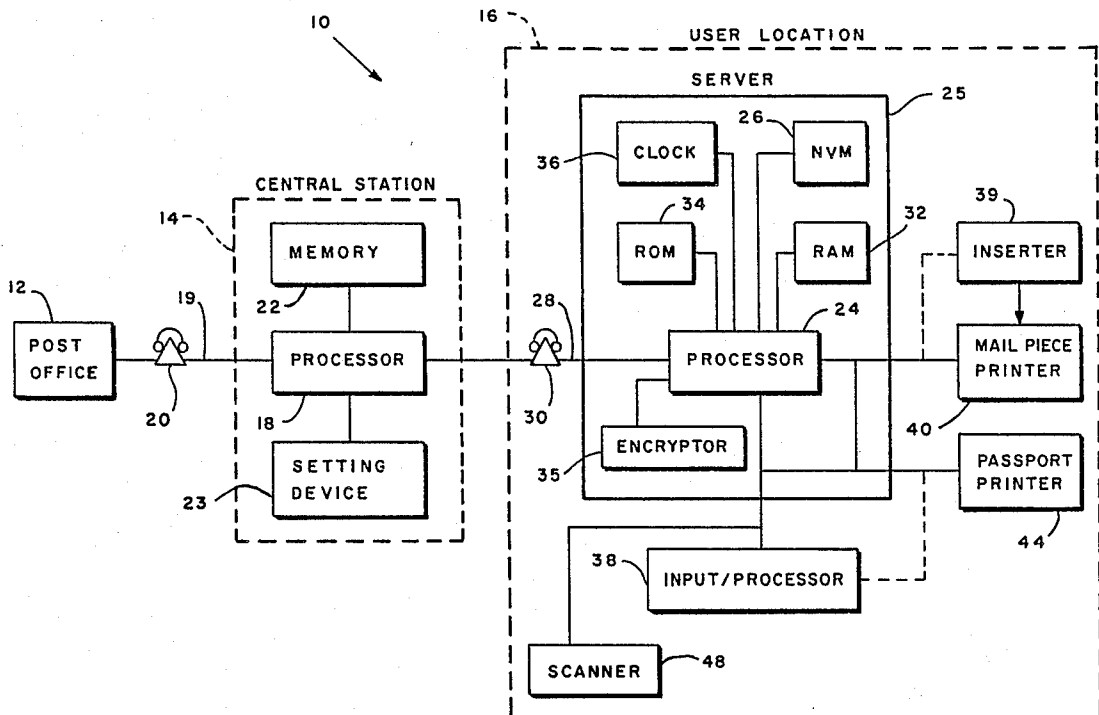 10
16
USER LOCATION
SERVER
25
36
CLOCK
26
NVM
CENTRAL STATION
14
MEMORY
22
34
ROM
RAM
32
39
INSERTER
12
POST
OFFICE
19
20
PROCESSOR
18
28
30
24
PROCESSOR
MAIL PIECE
PRINTER
40
SETTING
DEVICE
23
35
ENCRYPTOR
PASSPORT
PRINTER
44
38
INPUT/PROCESSOR
SCANNER
48